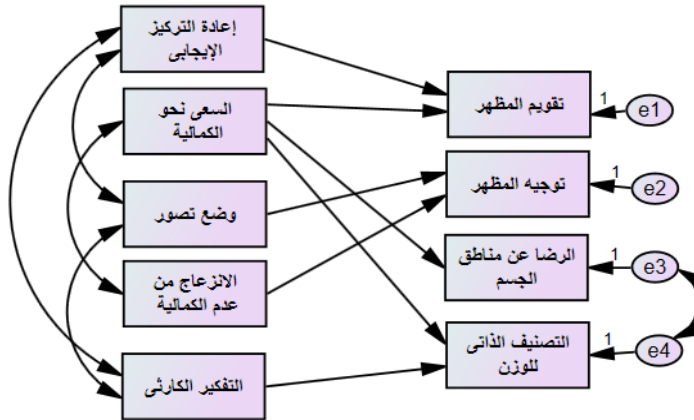 إعادة التركيز
الإيجابى
السعى نحو
الكمالية
وضع تصور
الانزعاج من
عدم الكمالية
التفكير الكارثى
تقويم المظهر
1
e1
توجيه المظهر
1
e2
الرضا عن مناطق
الجسم
1
e3
التصنيف الذاتى
للوزن
1
e4